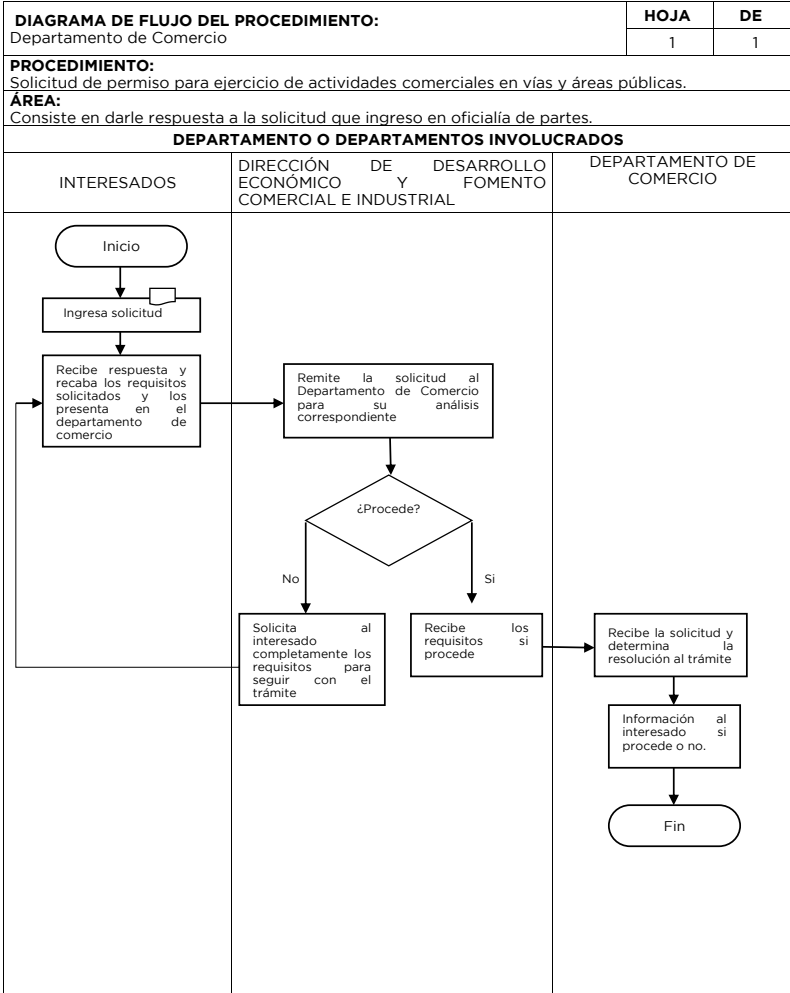 DIAGRAMA DE FLUJO DEL PROCEDIMIENTO:
Departamento de Comercio
HOJA DE
1 1
PROCEDIMIENTO:
Solicitud de permiso para ejercicio de actividades comerciales en vías y áreas públicas.
ÁREA:
Consiste en darle respuesta a la solicitud que ingreso en oficialía de partes.
DEPARTAMENTO O DEPARTAMENTOS INVOLUCRADOS
INTERESADOS
DIRECCIÓN DE DESARROLLO
ECONÓMICO Y FOMENTO
COMERCIAL E INDUSTRIAL
DEPARTAMENTO DE
COMERCIO
Inicio
Ingresa solicitud
Recibe respuesta y
recaba los requisitos
solicitados y los
presenta en el
departamento de
comercio
Remite la solicitud al
Departamento de Comercio
para su análisis
correspondiente
¿Procede?
No
Si
Solicita al
interesado
completamente los
requisitos para
seguir con el
trámite
Recibe los
requisitos si
procede
Recibe la solicitud y
determina la
resolución al trámite
Información al
interesado si
procede o no.
Fin